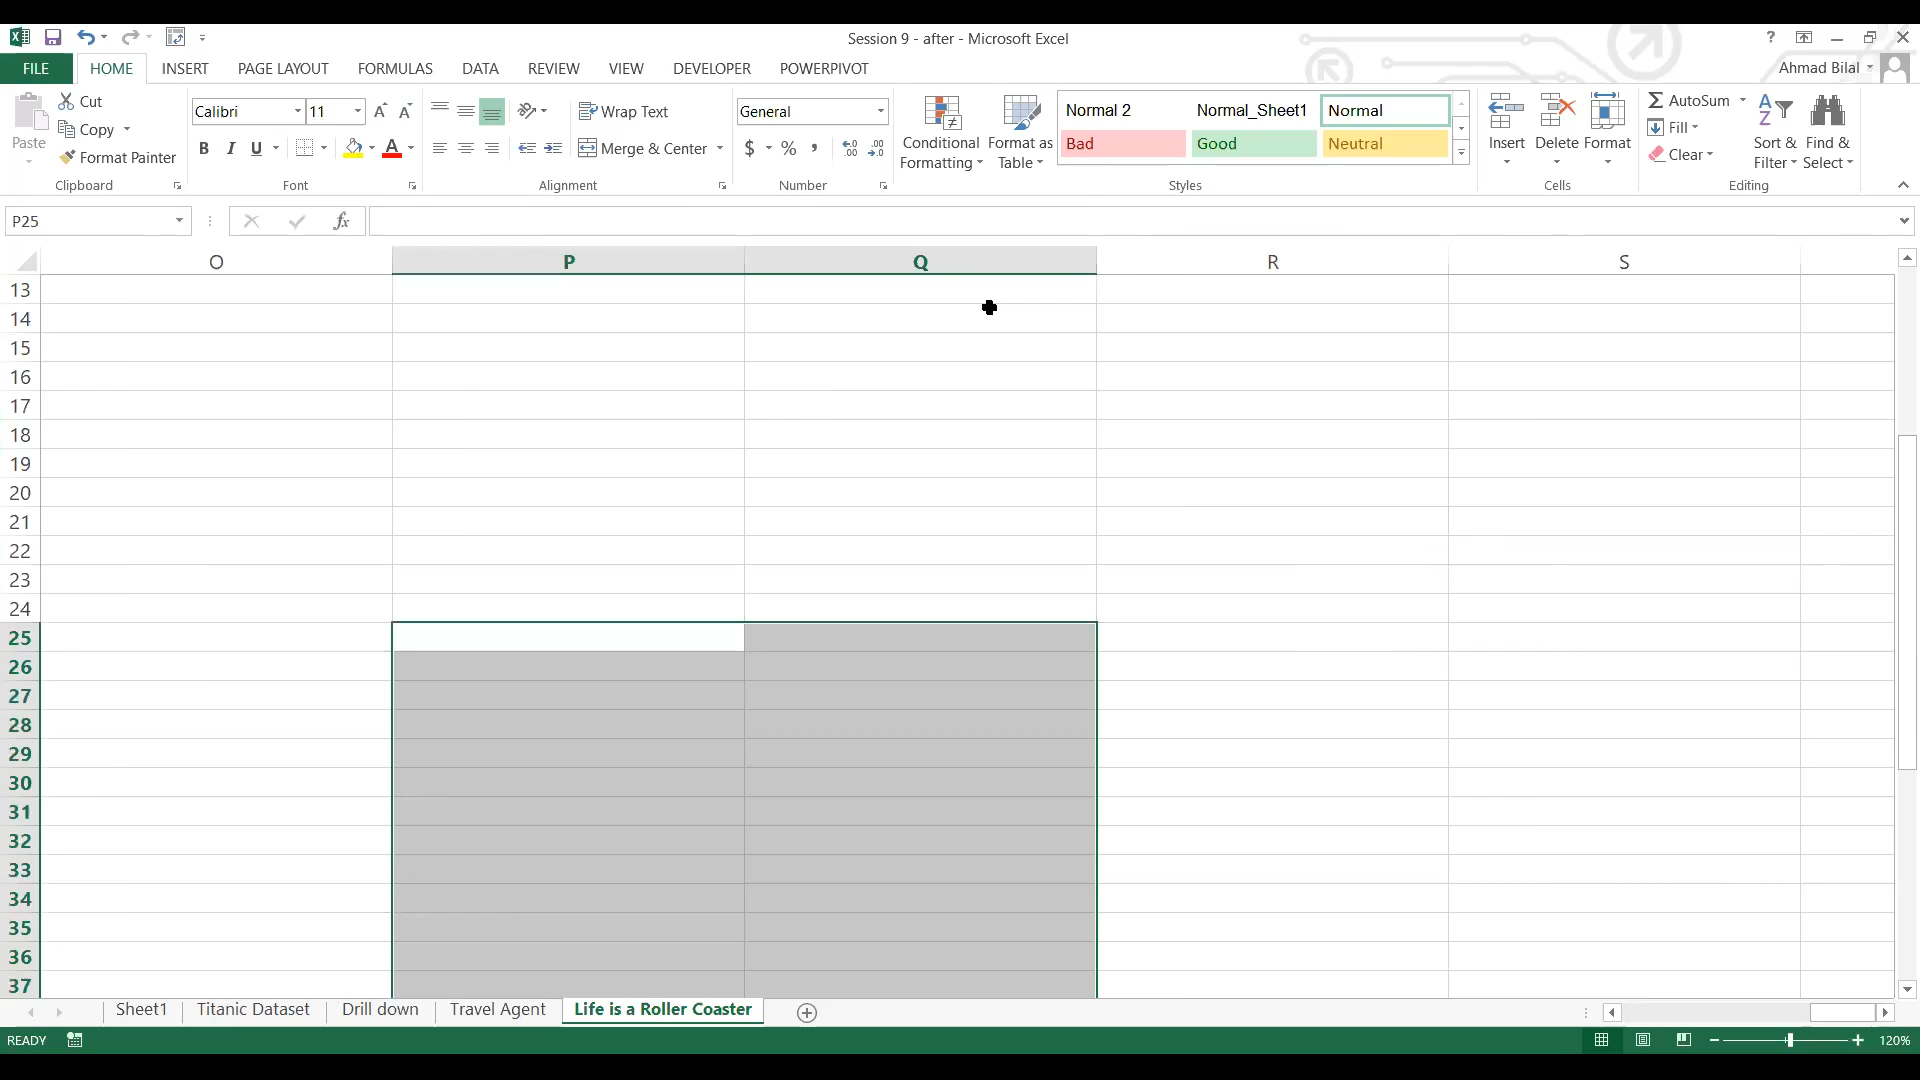 Session 9 - after - Microsoft Excel
?
FILE HOME INSERT PAGE LAYOUT FORMULAS DATA REVIEW VIEW DEVELOPER POWERPIVOT
Ahmad Bilal
Paste
Cut
Copy
Format Painter
Clipboard
Calibri 11
B I U
Font
Wrap Text
Merge & Center
Alignment
General
$ % ,
Number
Conditional Formatting
Format as Table
Normal 2 Normal_Sheet1 Normal
Bad Good Neutral
Styles
Insert Delete Format
Cells
AutoSum
Fill
Clear
Sort & Filter
Find & Select
Editing
P25
fx
O P Q R S
13
14
15
16
17
18
19
20
21
22
23
24
25
26
27
28
29
30
31
32
33
34
35
36
37
Sheet1 Titanic Dataset Drill down Travel Agent Life is a Roller Coaster
READY
120%